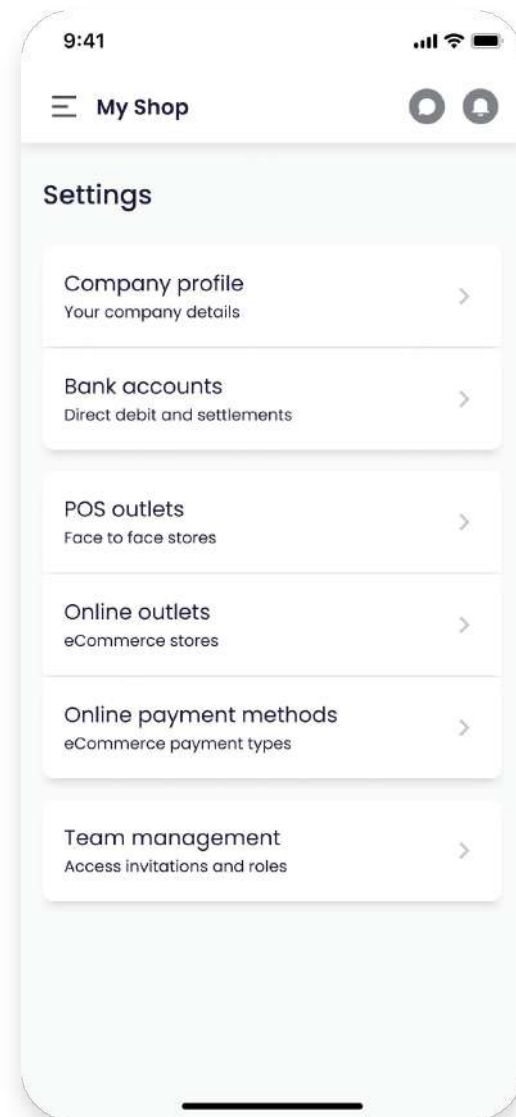 9:41
My Shop
Settings
Company profile
Your company details
Bank accounts
Direct debit and settlements
POS outlets
Face to face stores
Online outlets
eCommerce stores
Online payment methods
eCommerce payment types
Team management
Access invitations and roles